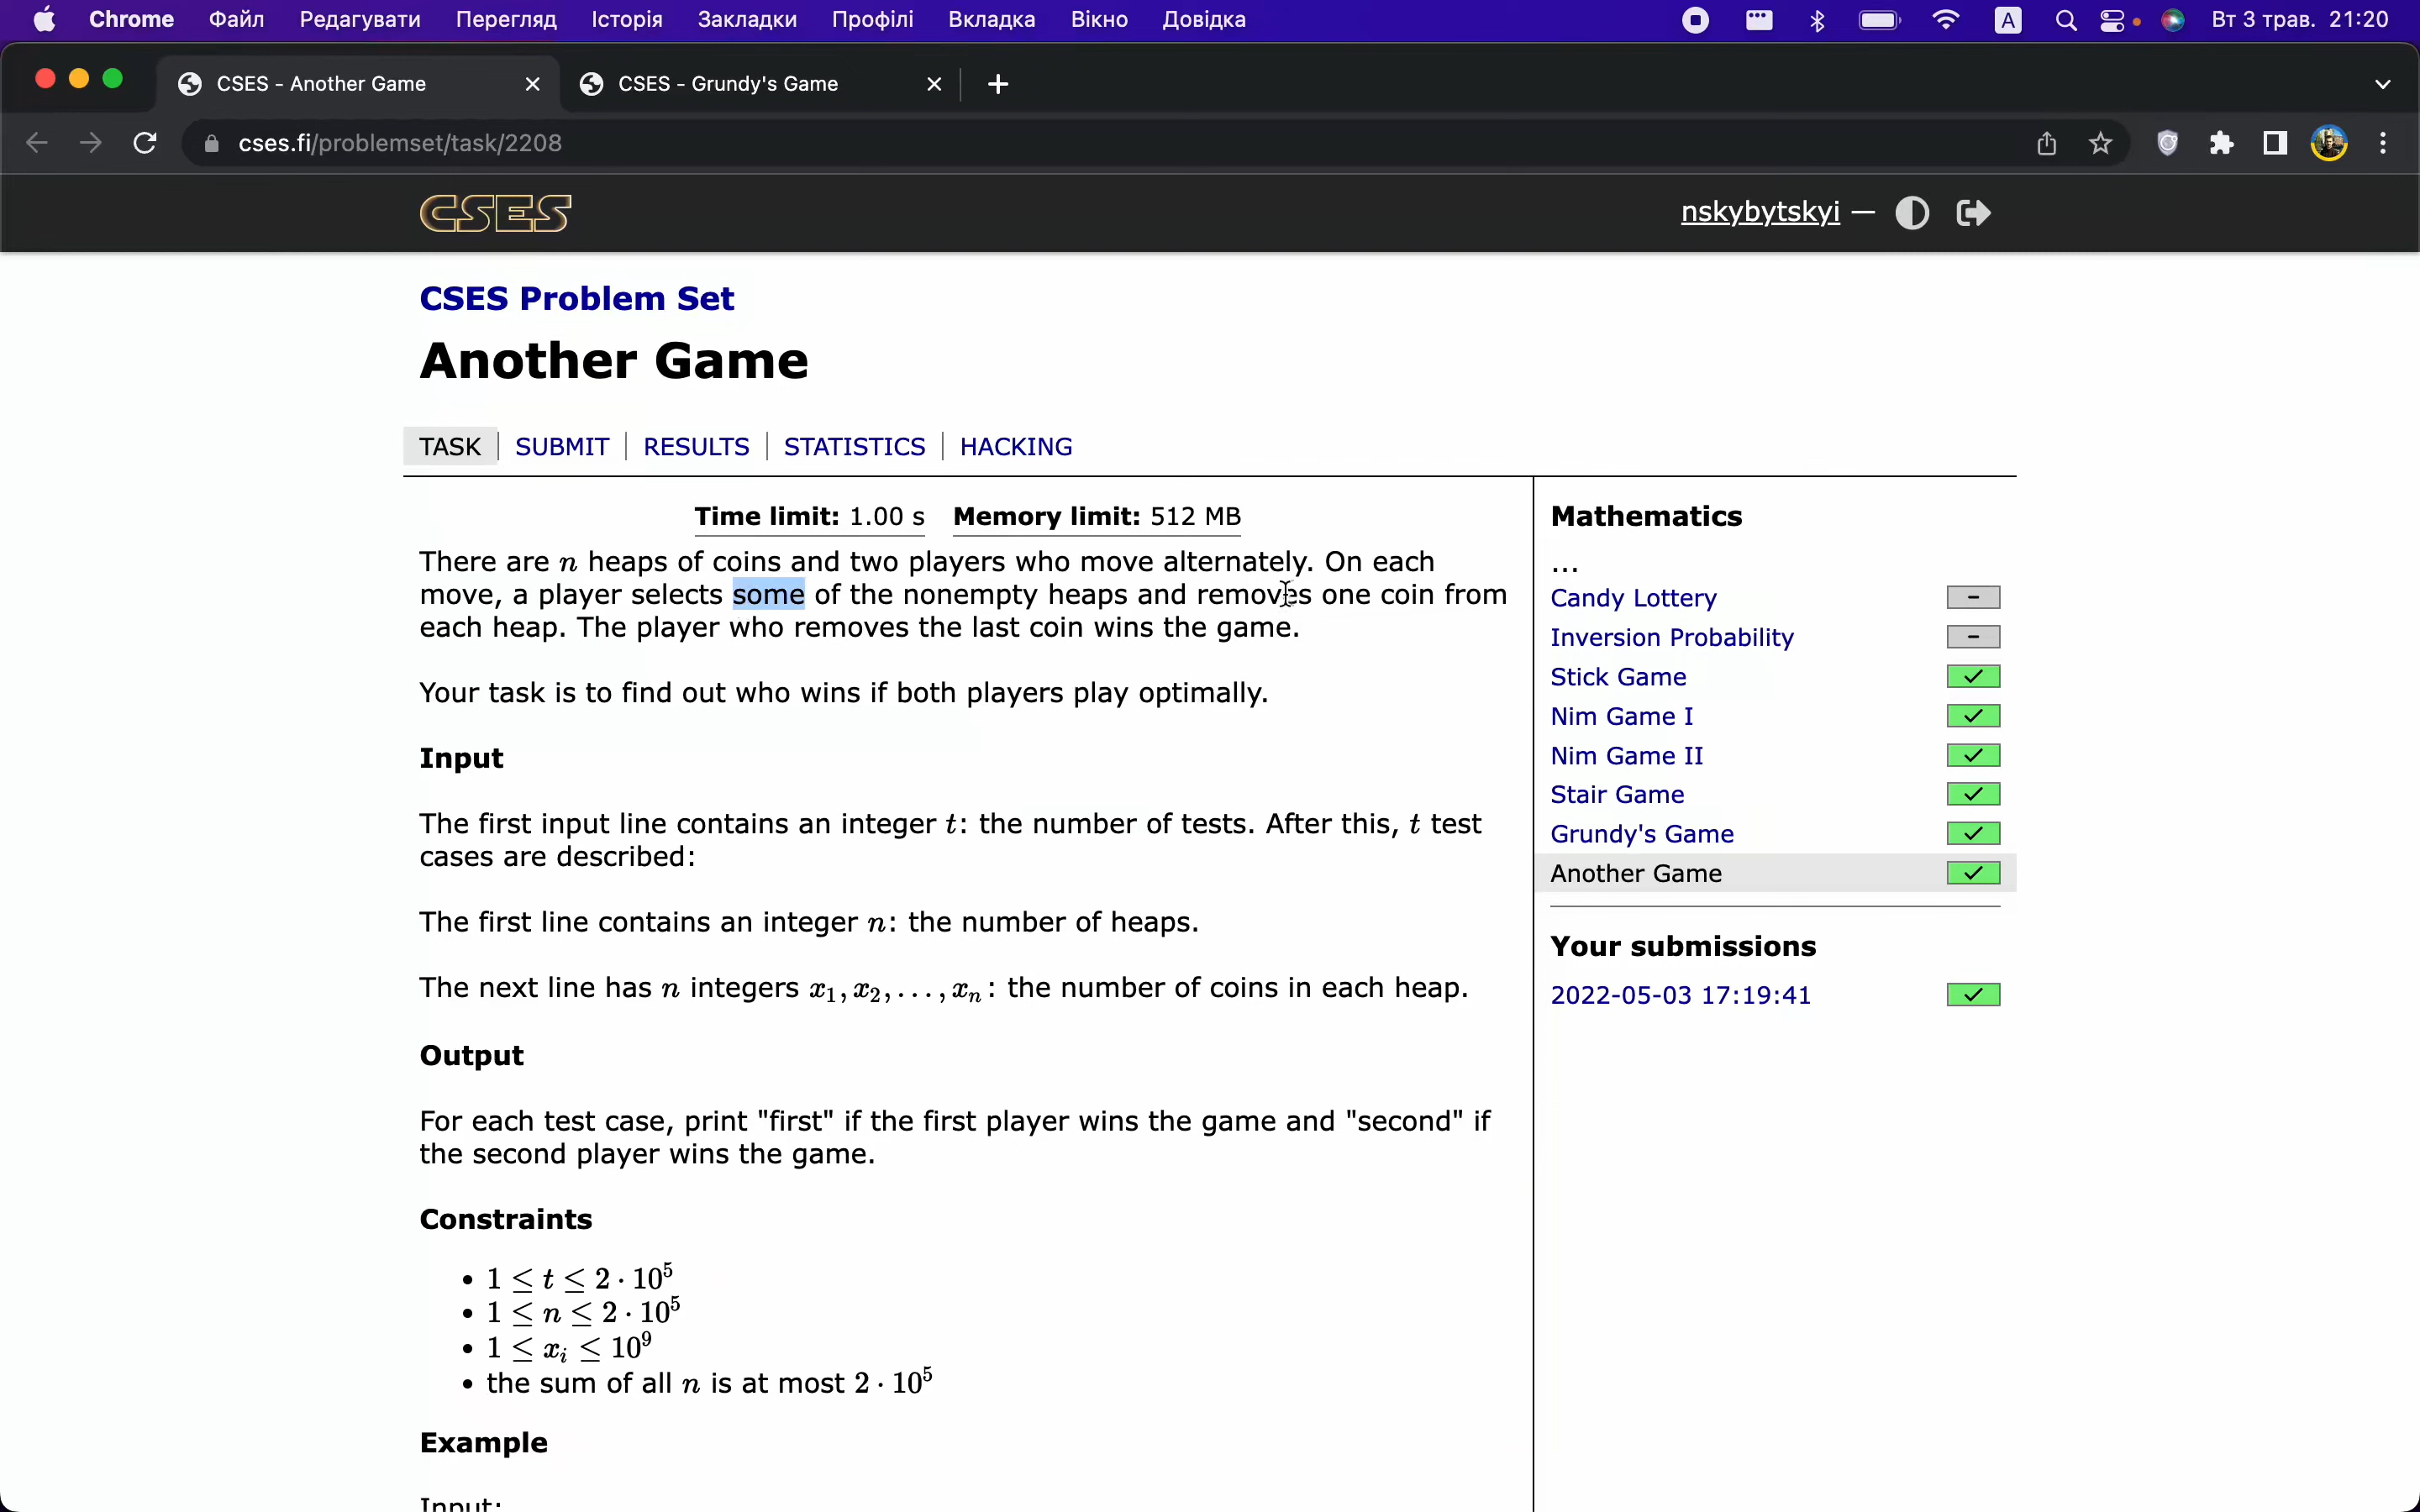 Chrome Файл Редагувати Перегляд Історія Закладки Профілі Вкладка Вікно Довідка A Вт 3 трав. 21:20
CSES - Another Game CSES - Grundy's Game
cses.fi/problemset/task/2208
CSES nskybytskyi —
CSES Problem Set
Another Game
TASK SUBMIT RESULTS STATISTICS HACKING
Time limit: 1.00 s Memory limit: 512 MB
There are n heaps of coins and two players who move alternately. On each
move, a player selects some of the nonempty heaps and removes one coin from
each heap. The player who removes the last coin wins the game.
Your task is to find out who wins if both players play optimally.
Input
The first input line contains an integer t: the number of tests. After this, t test
cases are described:
The first line contains an integer n: the number of heaps.
The next line has n integers x₁, x₂, . . . , xₙ: the number of coins in each heap.
Output
For each test case, print "first" if the first player wins the game and "second" if
the second player wins the game.
Constraints
• 1 ≤ t ≤ 2 · 10⁵
• 1 ≤ n ≤ 2 · 10⁵
• 1 ≤ xᵢ ≤ 10⁹
• the sum of all n is at most 2 · 10⁵
Example
Input:
Mathematics
...
Candy Lottery –
Inversion Probability –
Stick Game ✓
Nim Game I ✓
Nim Game II ✓
Stair Game ✓
Grundy's Game ✓
Another Game ✓
Your submissions
2022-05-03 17:19:41 ✓